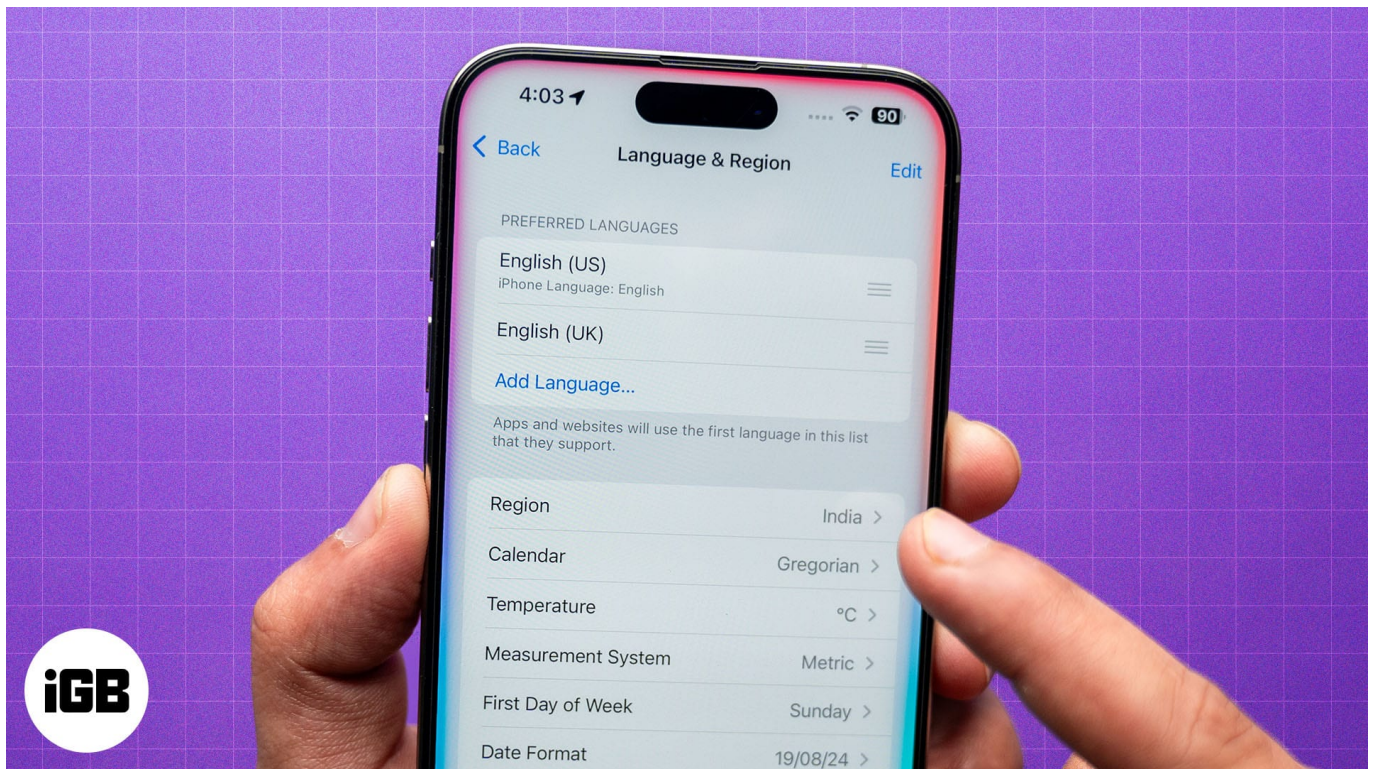 4:03
90
Back
Language & Region
Edit
PREFERRED LANGUAGES
English (US)
iPhone Language: English
English (UK)
Add Language...
Apps and websites will use the first language in this list
that they support.
Region India
Calendar Gregorian
Temperature °C
Measurement System Metric
First Day of Week Sunday
Date Format 19/08/24
iGB